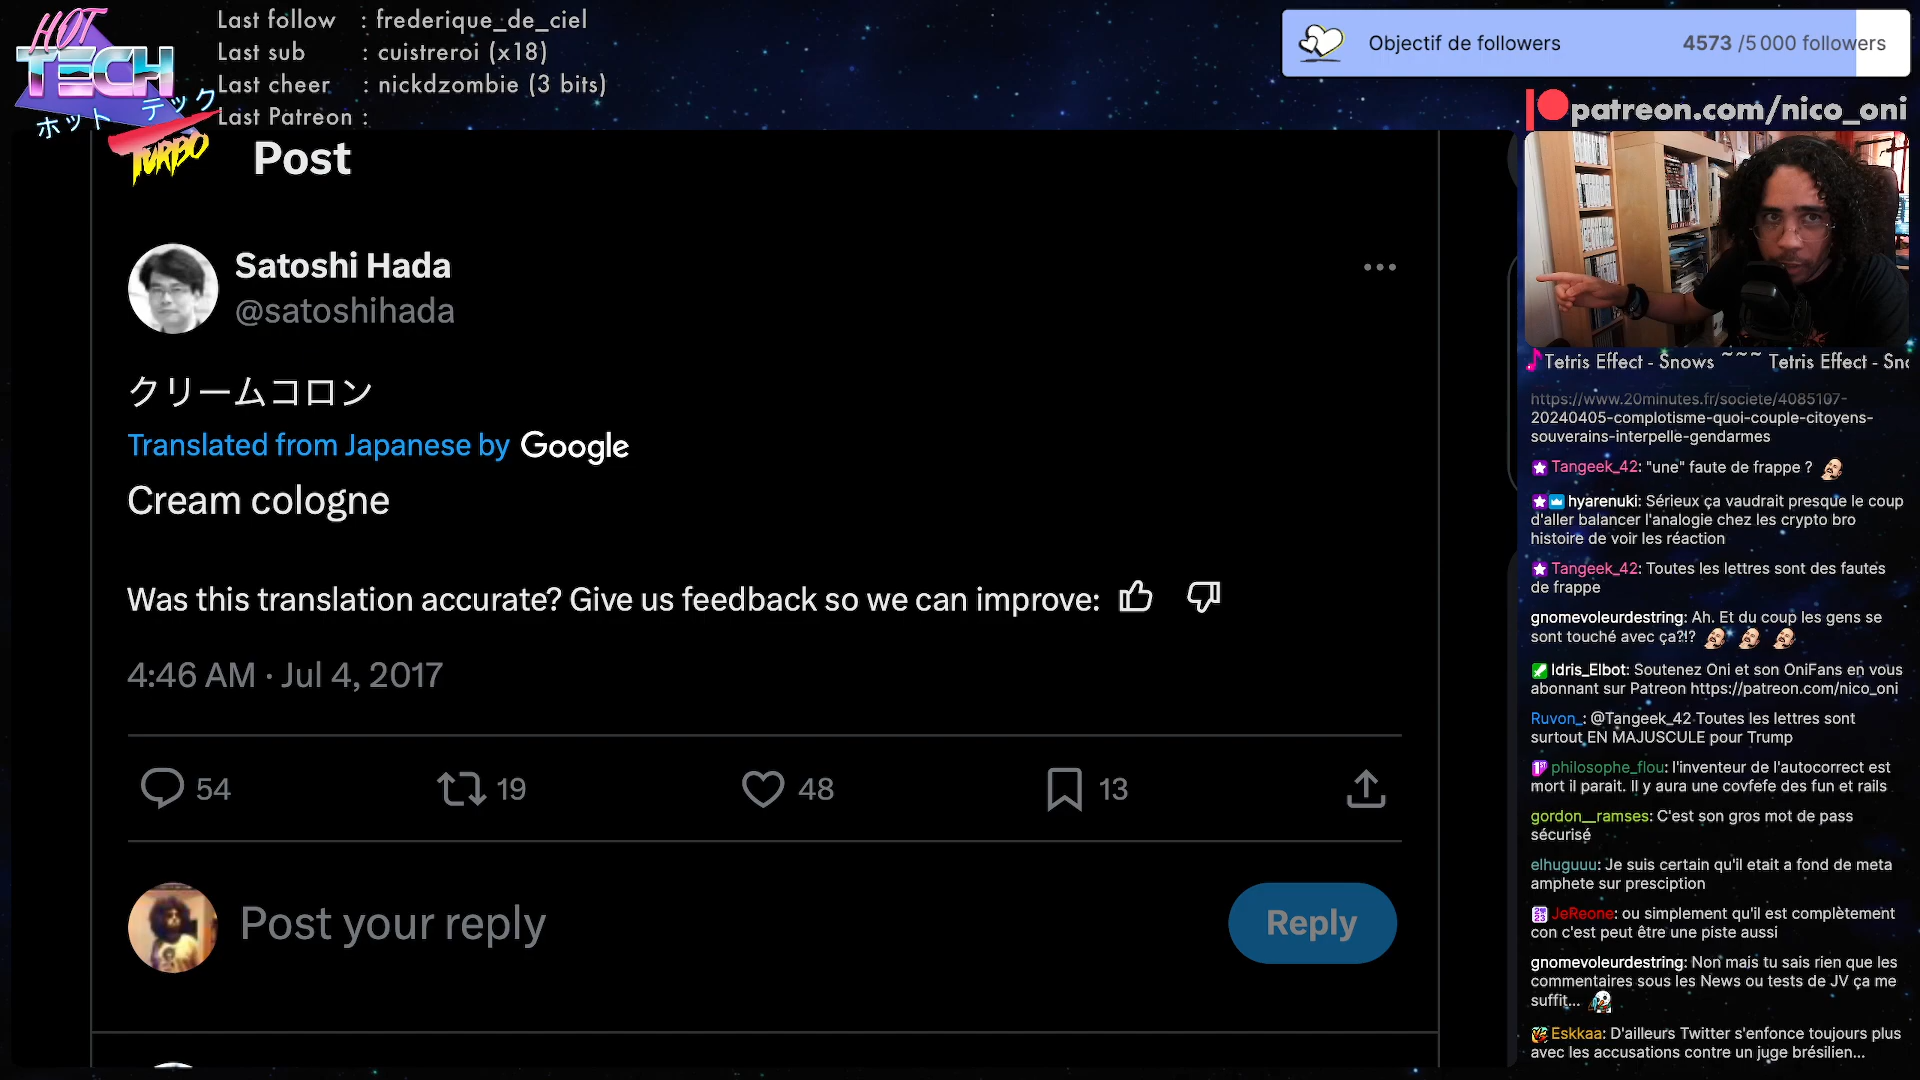 HOT
TECH
ホット テック
TURBO
Last follow : frederique_de_ciel
Last sub : cuistreroi (x18)
Last cheer : nickdzombie (3 bits)
Last Patreon :
Objectif de followers 4573 /5 000 followers
patreon.com/nico_oni
Post
Satoshi Hada
@satoshihada
クリームコロン
Translated from Japanese by Google
Cream cologne
Was this translation accurate? Give us feedback so we can improve:
4:46 AM · Jul 4, 2017
54 19 48 13
Post your reply
Reply
Tetris Effect - Snows ~~~ Tetris Effect - Sno
https://www.20minutes.fr/societe/4085107-
20240405-complotisme-quoi-couple-citoyens-
souverains-interpelle-gendarmes
Tangeek_42: "une" faute de frappe ?
hyarenuki: Sérieux ça vaudrait presque le coup
d'aller balancer l'analogie chez les crypto bro
histoire de voir les réaction
Tangeek_42: Toutes les lettres sont des fautes
de frappe
gnomevoleurdestring: Ah. Et du coup les gens se
sont touché avec ça?!?
Idris_Elbot: Soutenez Oni et son OniFans en vous
abonnant sur Patreon https://patreon.com/nico_oni
Ruvon_: @Tangeek_42 Toutes les lettres sont
surtout EN MAJUSCULE pour Trump
philosophe_flou: l'inventeur de l'autocorrect est
mort il parait. Il y aura une covfefe des fun et rails
gordon__ramses: C'est son gros mot de pass
sécurisé
elhuguuu: Je suis certain qu'il etait a fond de meta
amphete sur presciption
JeReone: ou simplement qu'il est complètement
con c'est peut être une piste aussi
gnomevoleurdestring: Non mais tu sais rien que les
commentaires sous les News ou tests de JV ça me
suffit...
Eskkaa: D'ailleurs Twitter s'enfonce toujours plus
avec les accusations contre un juge brésilien...